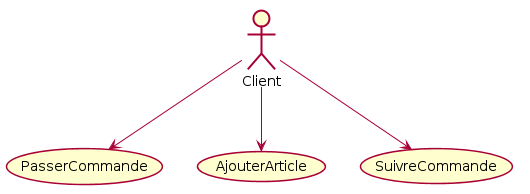 Client
PasserCommande
AjouterArticle
SuivreCommande